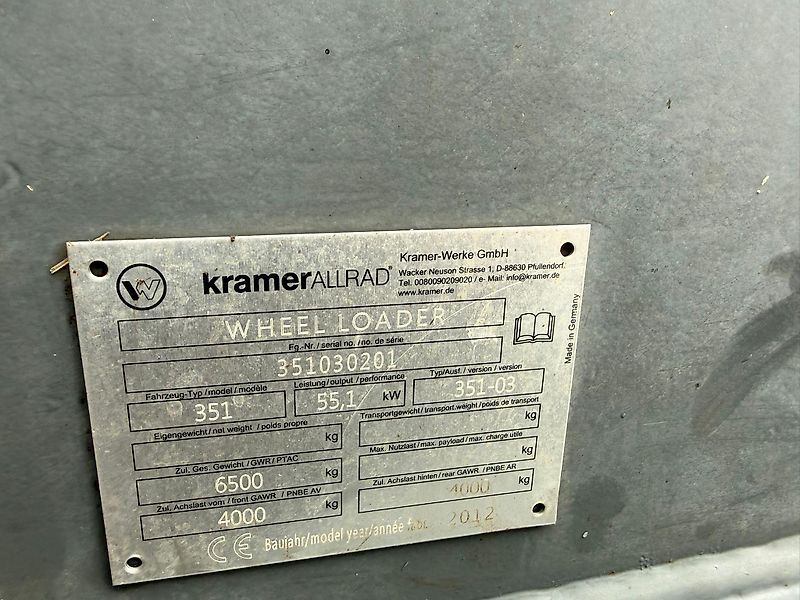 W
kramerALLRAD®
Kramer-Werke GmbH
Wacker Neuson Strasse 1, D-88630 Pfullendorf.
Tel. 0080090209020 / e- Mail: info@kramer.de
www.kramer.de
WHEEL LOADER
Fg.-Nr./ serial no. / no. de série
351030201
Made in Germany
Fahrzeug-Typ / model / modèle
351
Leistung / output / performance
55,1 kW
Typ/Ausf. / version / version
351-03
Eigengewicht / net weight / poids propre
kg
Transportgewicht / transport.weight / poids de transport
kg
Zul. Ges. Gewicht / GWR / PTAC
6500 kg
Max. Nutzlast / max. payload / max. charge utile
kg
Zul. Achslast vorn / front GAWR / PNBE AV
4000 kg
Zul. Achslast hinten / rear GAWR / PNBE AR
4000 kg
CE Baujahr/model year/année fabr. 2012